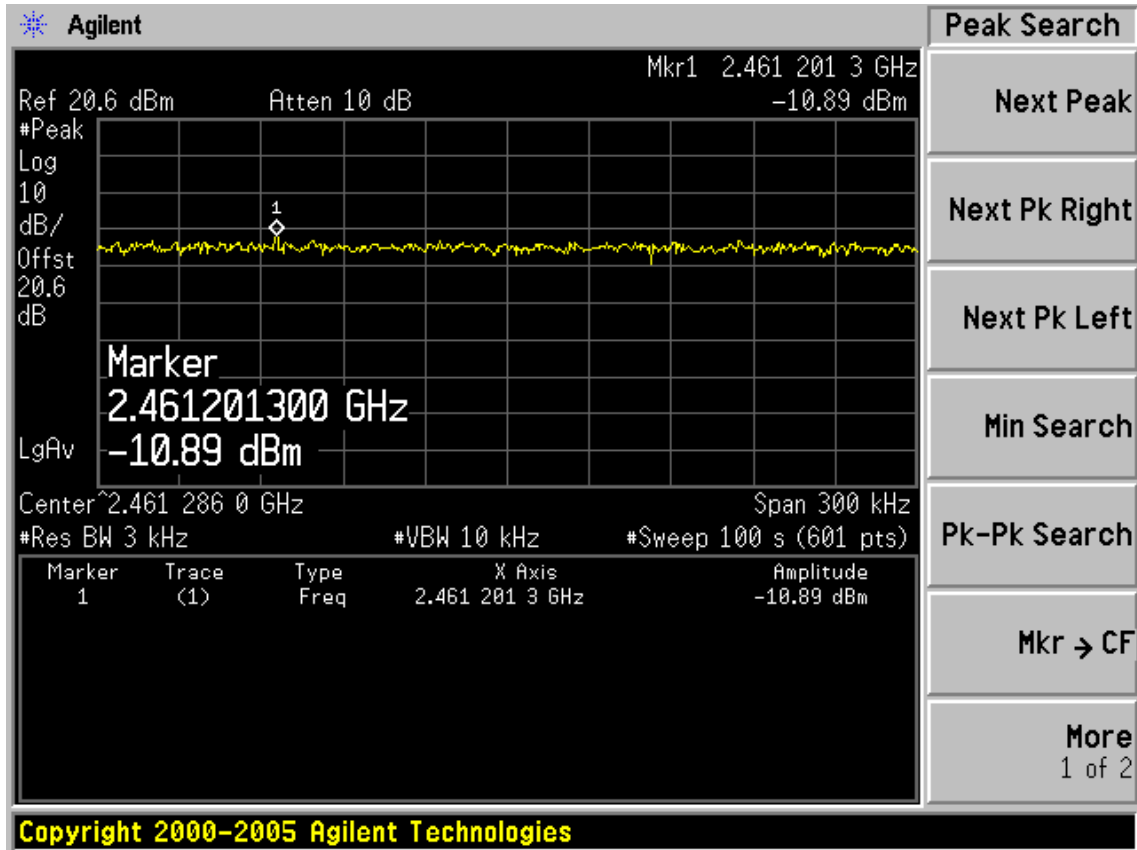 Agilent
Peak Search
Mkr1 2.461 201 3 GHz
Ref 20.6 dBm Atten 10 dB -10.89 dBm
#Peak
Log
10
dB/
Offst
20.6
dB
LgAv
1
Marker
2.461201300 GHz
-10.89 dBm
Center^2.461 286 0 GHz Span 300 kHz
#Res BW 3 kHz #VBW 10 kHz #Sweep 100 s (601 pts)
Marker Trace Type X Axis Amplitude
1 (1) Freq 2.461 201 3 GHz -10.89 dBm
Next Peak
Next Pk Right
Next Pk Left
Min Search
Pk-Pk Search
Mkr → CF
More
1 of 2
Copyright 2000-2005 Agilent Technologies